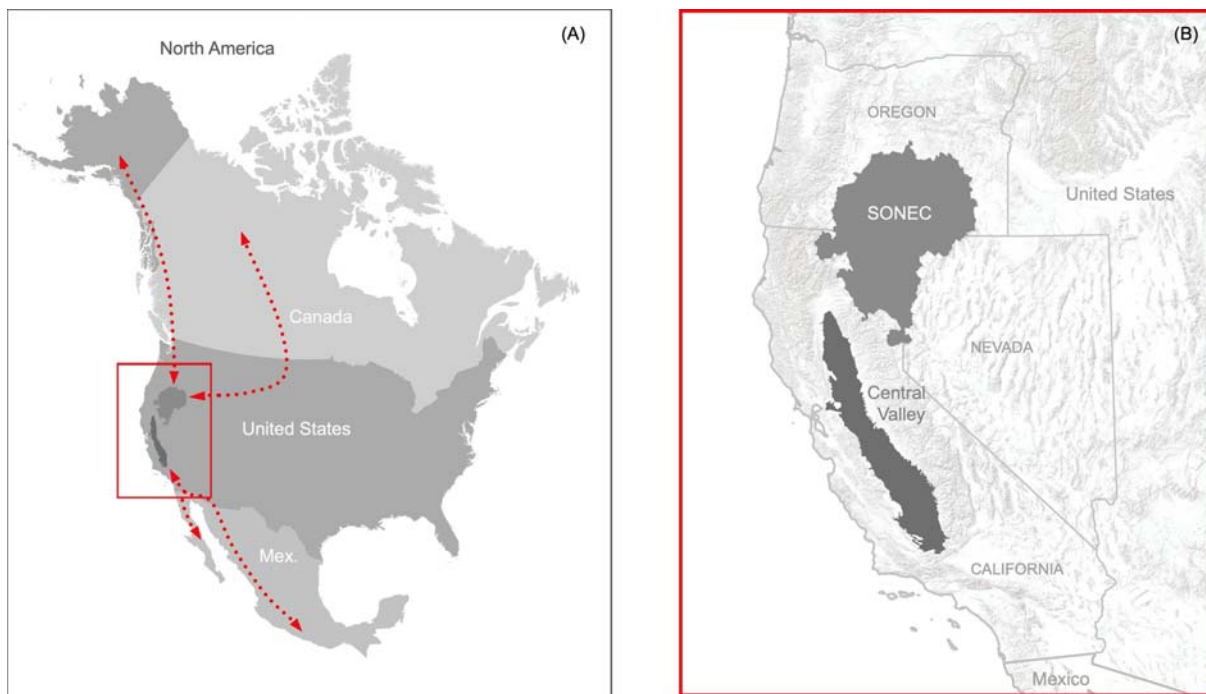 North America
(A)
Canada
United States
Mex.
(B)
OREGON
United States
SONEC
NEVADA
Central
Valley
CALIFORNIA
Mexico